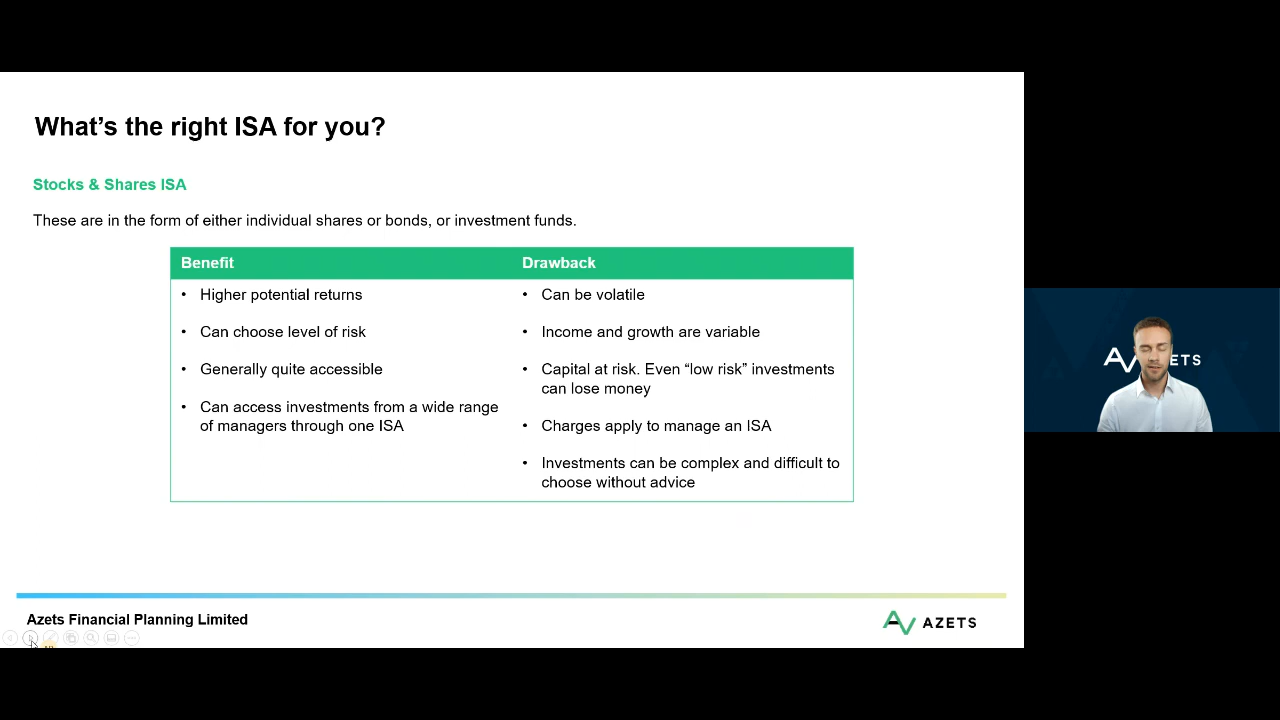 What’s the right ISA for you?
Stocks & Shares ISA
These are in the form of either individual shares or bonds, or investment funds.
Benefit
• Higher potential returns
• Can choose level of risk
• Generally quite accessible
• Can access investments from a wide range
of managers through one ISA
Drawback
• Can be volatile
• Income and growth are variable
• Capital at risk. Even “low risk” investments
can lose money
• Charges apply to manage an ISA
• Investments can be complex and difficult to
choose without advice
Azets Financial Planning Limited
AZETS
ETS